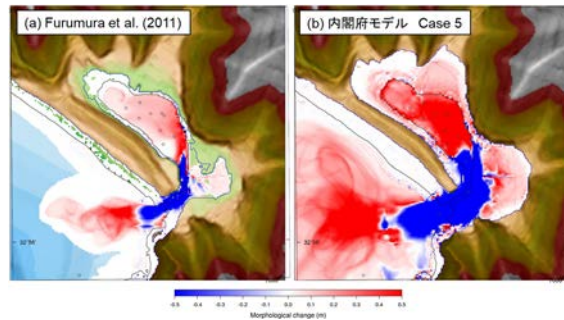 (a) Furumura et al. (2011)
(b) 内閣府モデル Case 5
32°56'
32°56'
-0.5 -0.4 -0.3 -0.2 -0.1 0.0 0.1 0.2 0.3 0.4 0.5
Morphological change (m)